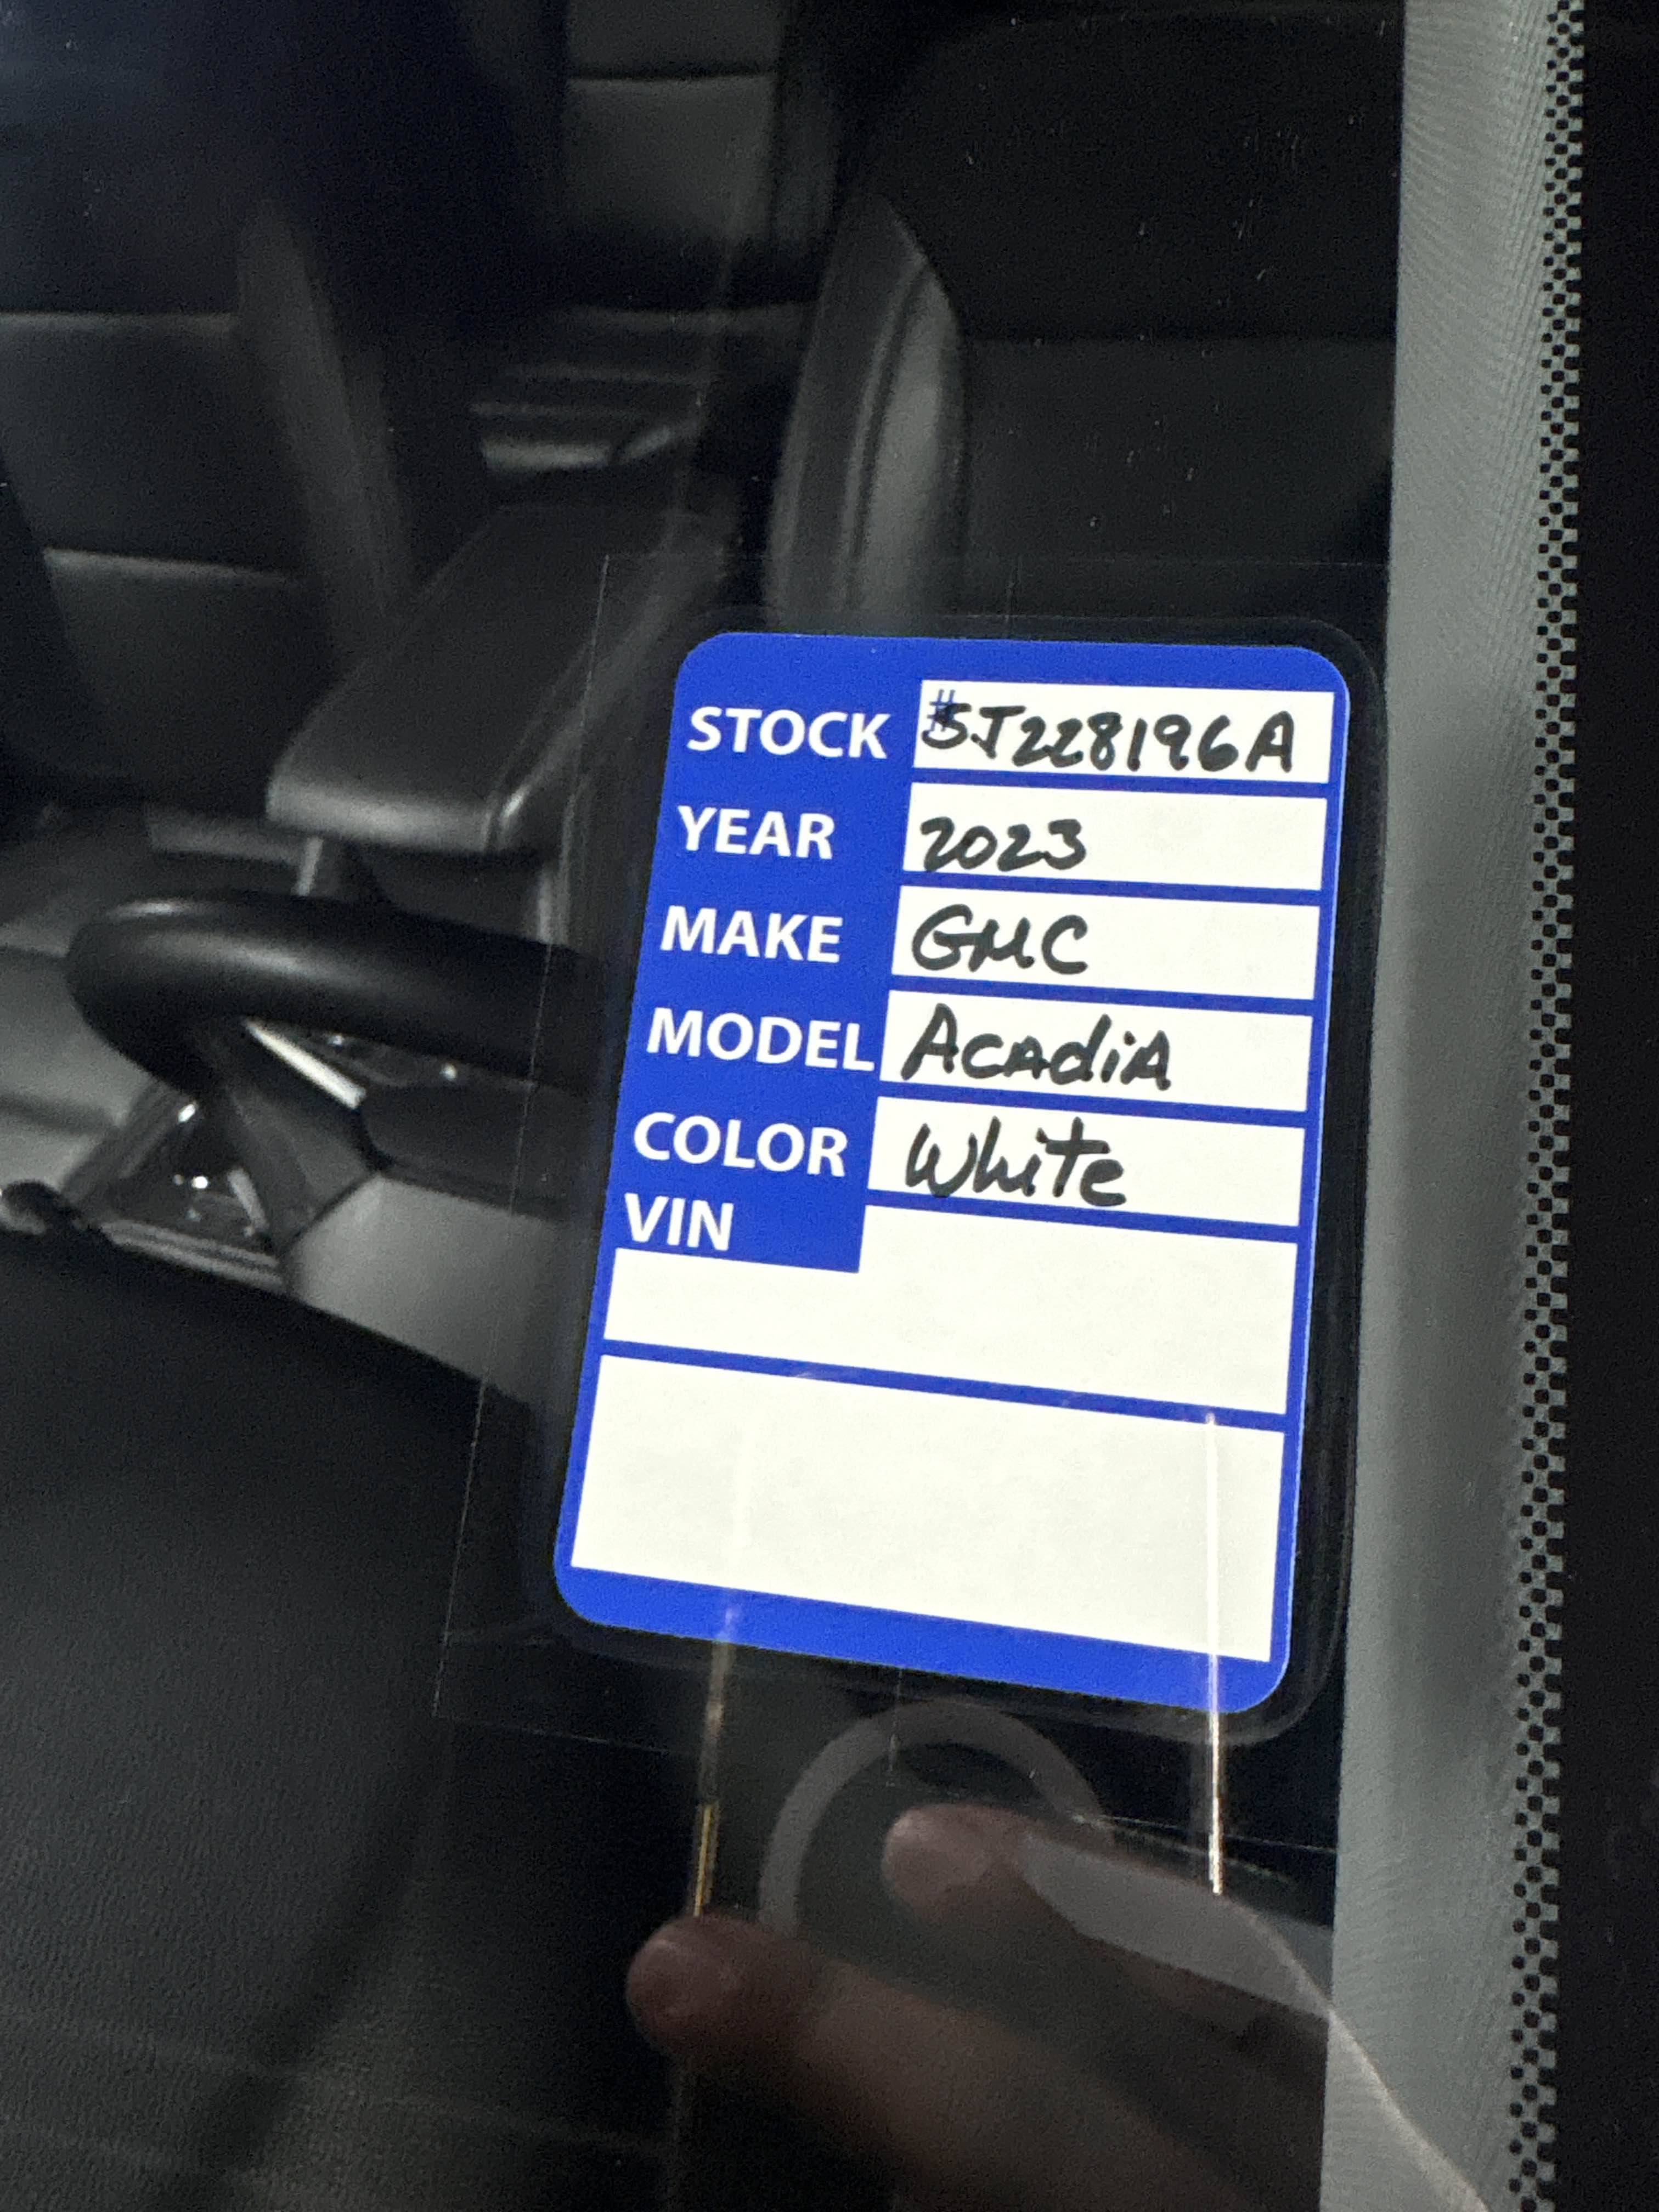 STOCK #5J228196A
YEAR 2023
MAKE GMC
MODEL AcadiA
COLOR White
VIN